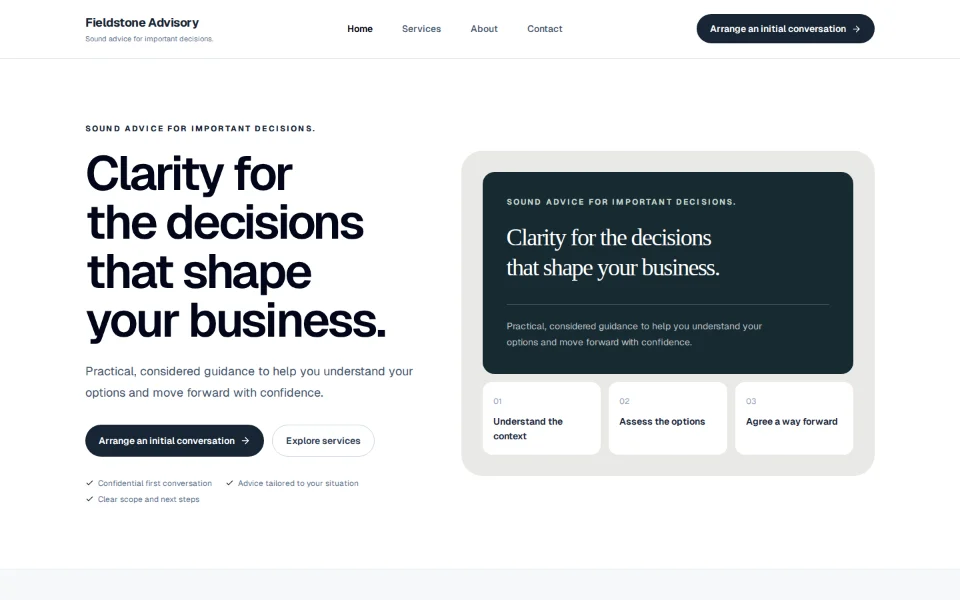 Fieldstone Advisory
Sound advice for important decisions.
Home
Services
About
Contact
Arrange an initial conversation →
SOUND ADVICE FOR IMPORTANT DECISIONS.
Clarity for
the decisions
that shape
your business.
Practical, considered guidance to help you understand your
options and move forward with confidence.
Arrange an initial conversation →
Explore services
✓ Confidential first conversation
✓ Advice tailored to your situation
✓ Clear scope and next steps
SOUND ADVICE FOR IMPORTANT DECISIONS.
Clarity for the decisions
that shape your business.
Practical, considered guidance to help you understand your
options and move forward with confidence.
01
Understand the
context
02
Assess the options
03
Agree a way forward